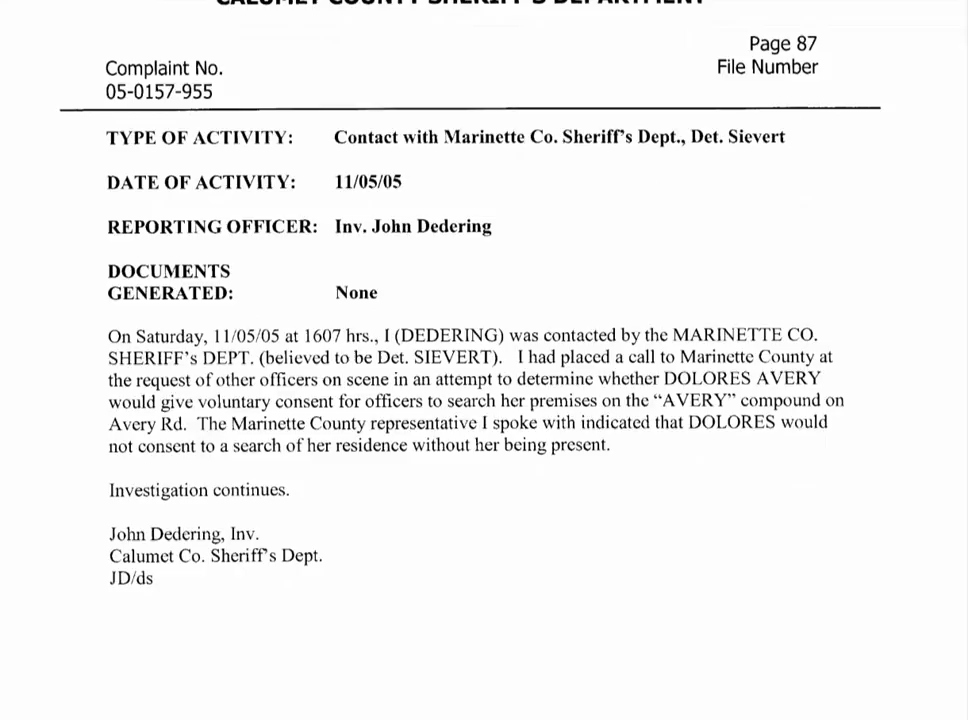 CALUMET COUNTY SHERIFF'S DEPARTMENT
Page 87
Complaint No.
File Number
05-0157-955
TYPE OF ACTIVITY: Contact with Marinette Co. Sheriff's Dept., Det. Sievert
DATE OF ACTIVITY: 11/05/05
REPORTING OFFICER: Inv. John Dedering
DOCUMENTS
GENERATED: None
On Saturday, 11/05/05 at 1607 hrs., I (DEDERING) was contacted by the MARINETTE CO.
SHERIFF's DEPT. (believed to be Det. SIEVERT). I had placed a call to Marinette County at
the request of other officers on scene in an attempt to determine whether DOLORES AVERY
would give voluntary consent for officers to search her premises on the “AVERY” compound on
Avery Rd. The Marinette County representative I spoke with indicated that DOLORES would
not consent to a search of her residence without her being present.
Investigation continues.
John Dedering, Inv.
Calumet Co. Sheriff's Dept.
JD/ds